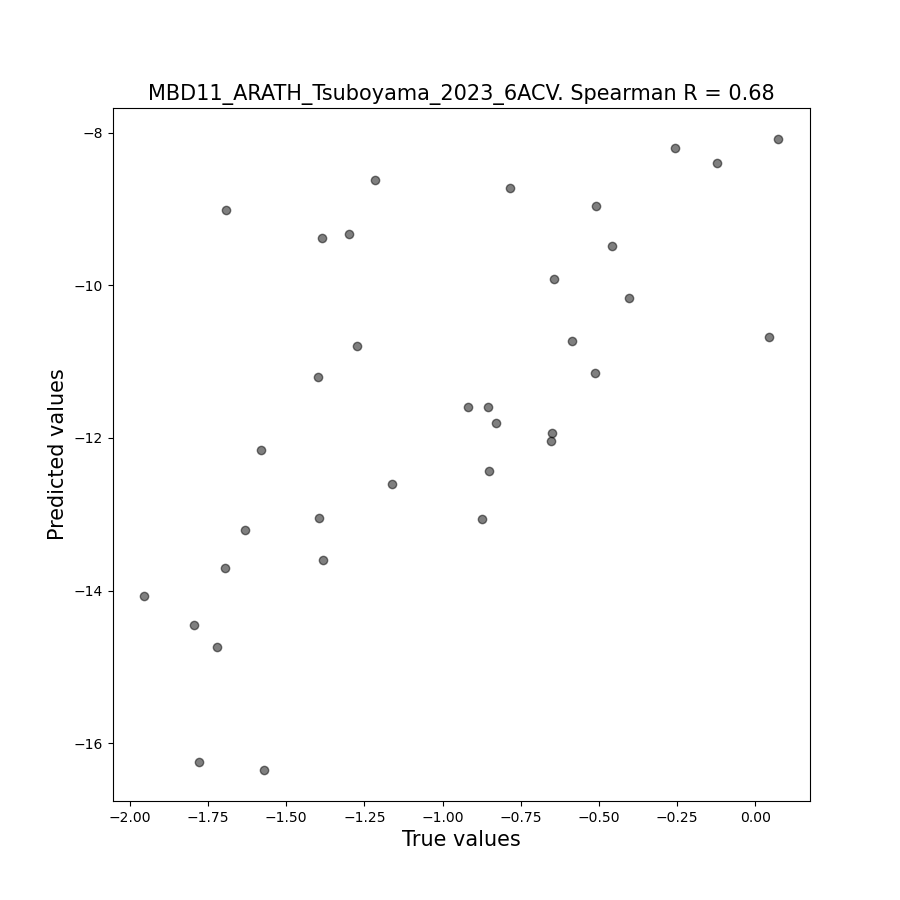 MBD11_ARATH_Tsuboyama_2023_6ACV. Spearman R = 0.68
−8
−10
−12
−14
−16
Predicted values
−2.00 −1.75 −1.50 −1.25 −1.00 −0.75 −0.50 −0.25 0.00
True values